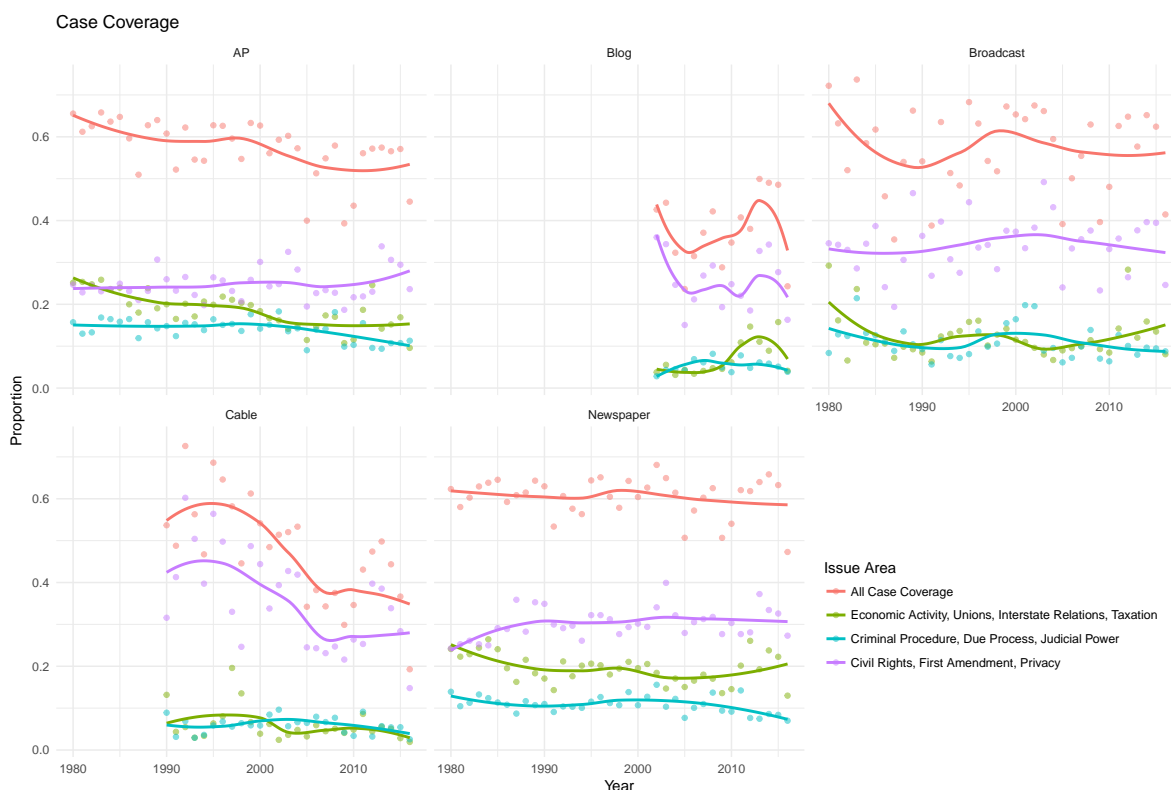 Case Coverage
AP
Blog
Broadcast
0.6
0.4
0.2
0.0
1980 1990 2000 2010
Proportion
Cable
Newspaper
0.6
0.4
0.2
0.0
1980 1990 2000 2010
1980 1990 2000 2010
Year
Issue Area
All Case Coverage
Economic Activity, Unions, Interstate Relations, Taxation
Criminal Procedure, Due Process, Judicial Power
Civil Rights, First Amendment, Privacy